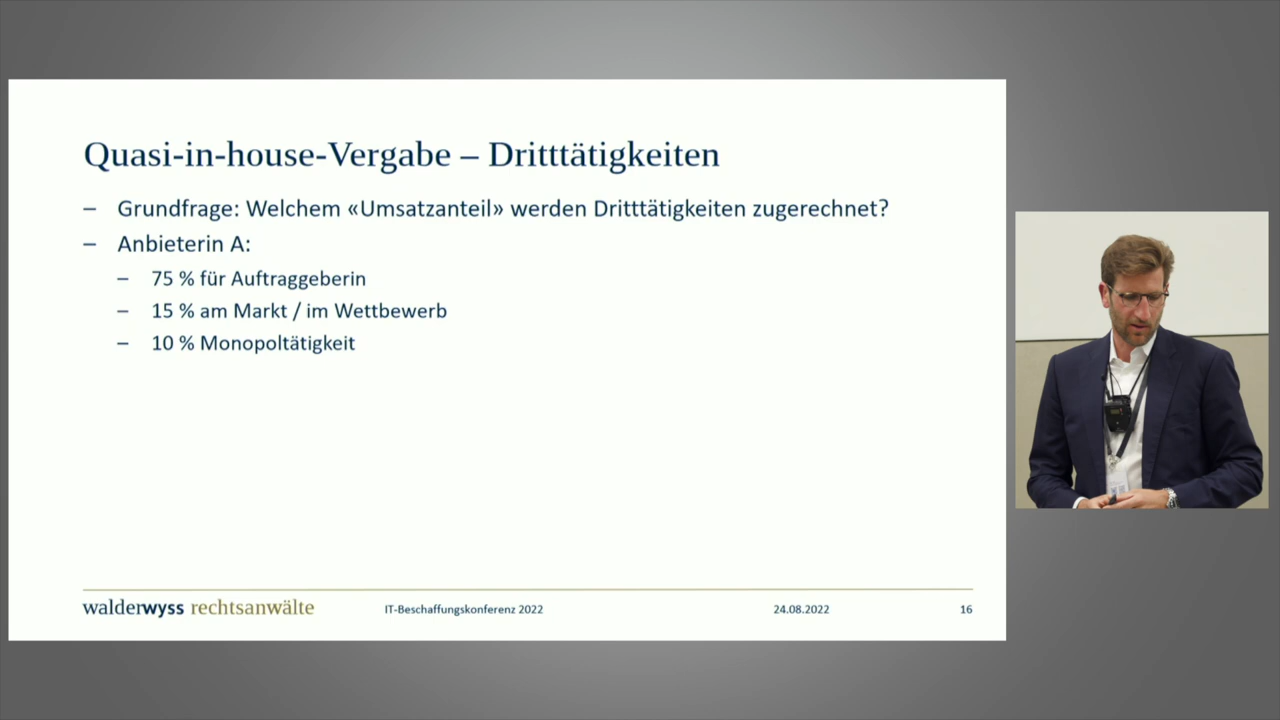 Quasi-in-house-Vergabe – Dritttätigkeiten
– Grundfrage: Welchem «Umsatzanteil» werden Dritttätigkeiten zugerechnet?
– Anbieterin A:
– 75 % für Auftraggeberin
– 15 % am Markt / im Wettbewerb
– 10 % Monopoltätigkeit
walderwyss rechtsanwälte IT-Beschaffungskonferenz 2022 24.08.2022 16